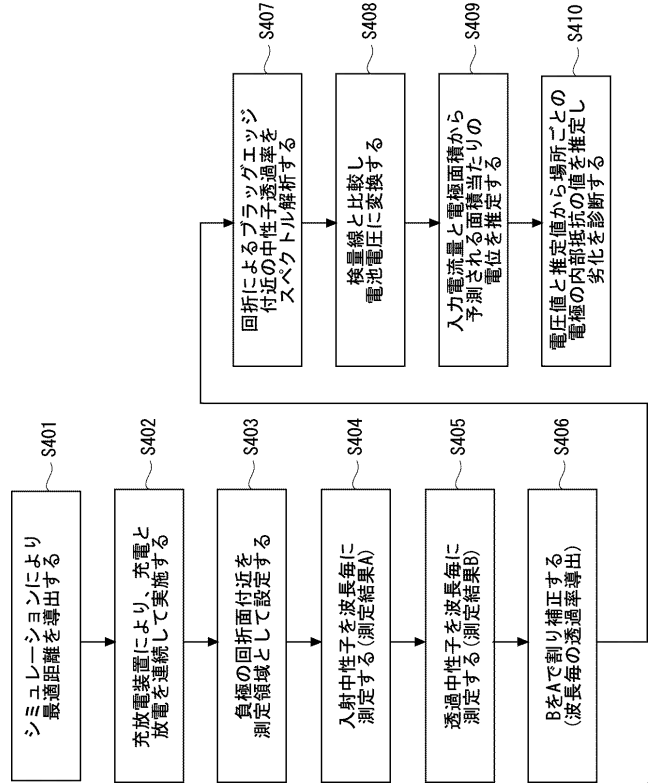 S401
シミュレーションにより
最適距離を導出する
S402
充放電装置により、充電と
放電を連続して実施する
S403
負極の回折面付近を
測定領域として設定する
S404
入射中性子を波長毎に
測定する(測定結果A)
S405
透過中性子を波長毎に
測定する(測定結果B)
S406
BをAで割り補正する
(波長毎の透過率導出)
S407
回折によるブラッグエッジ
付近の中性子透過率を
スペクトル解析する
S408
検量線と比較し
電池電圧に変換する
S409
入力電流量と電極面積から
予測される面積当たりの
電位を推定する
S410
電圧値と推定値から場所ごとの
電極の内部抵抗の値を推定し
劣化を診断する